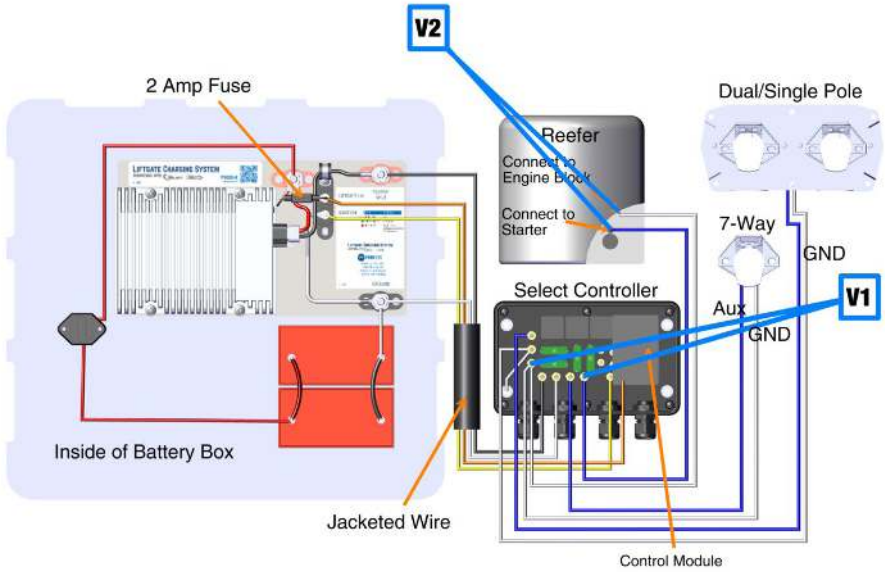 V2
2 Amp Fuse
Dual/Single Pole
Reefer
Connect to
Engine Block
Connect to
Starter
LIFTGATE CHARGING SYSTEM
7-Way
GND
Select Controller
V1
Aux
GND
Inside of Battery Box
Jacketed Wire
Control Module